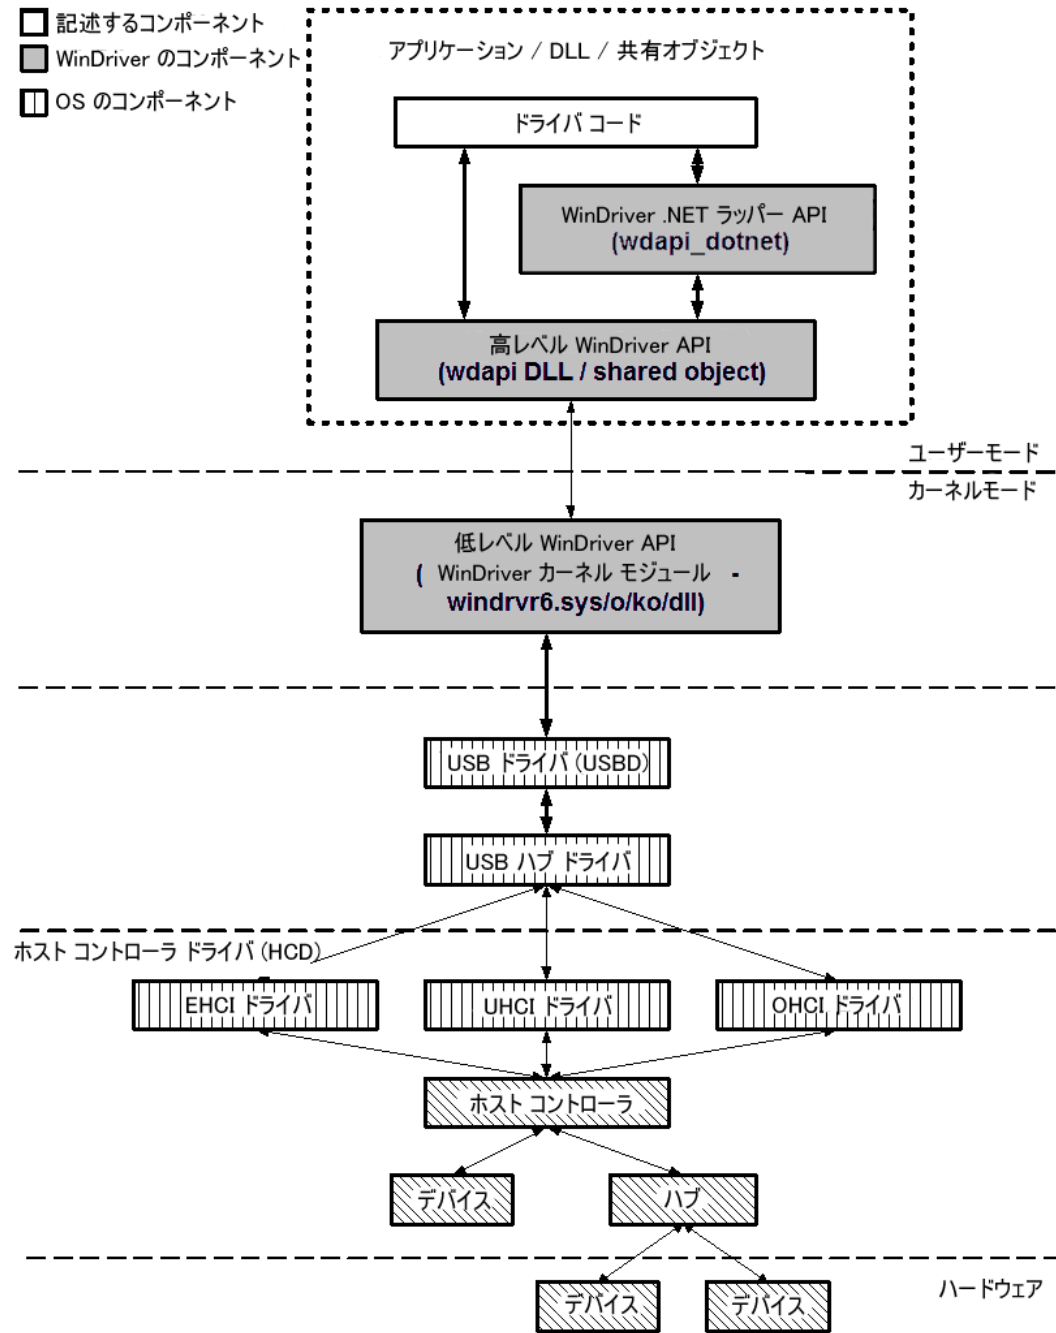 記述するコンポーネント
WinDriver のコンポーネント
OS のコンポーネント
アプリケーション / DLL / 共有オブジェクト
ドライバ コード
WinDriver .NET ラッパー API
(wdapi_dotnet)
高レベル WinDriver API
(wdapi DLL / shared object)
ユーザーモード
カーネルモード
低レベル WinDriver API
( WinDriver カーネル モジュール -
windrvr6.sys/o/ko/dll)
USB ドライバ (USBD)
USB ハブ ドライバ
ホスト コントローラ ドライバ (HCD)
EHCI ドライバ
UHCI ドライバ
OHCI ドライバ
ホスト コントローラ
デバイス
ハブ
ハードウェア
デバイス
デバイス